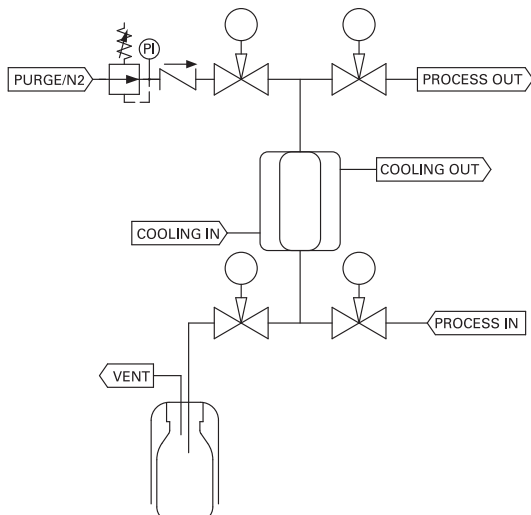 PI
PURGE/N2
PROCESS OUT
COOLING OUT
COOLING IN
PROCESS IN
VENT